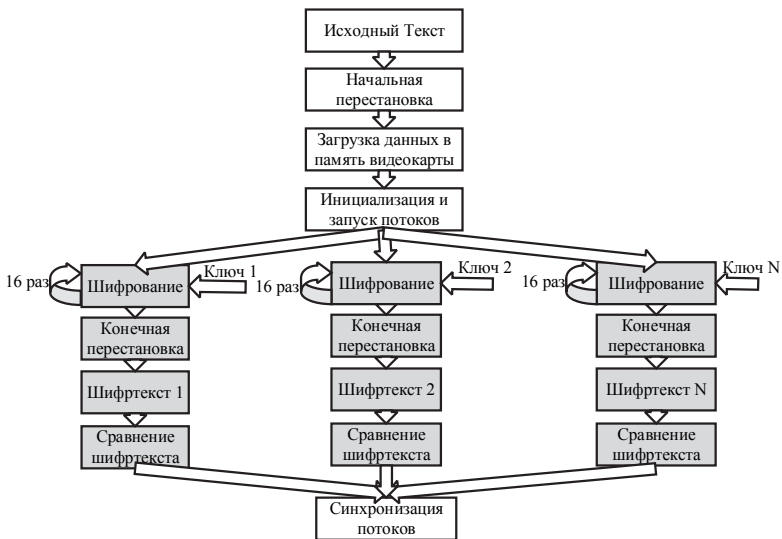 Исходный Текст
Начальная
перестановка
Загрузка данных в
память видеокарты
Инициализация и
запуск потоков
16 раз
Шифрование
Ключ 1
16 раз
Шифрование
Ключ 2
16 раз
Шифрование
Ключ N
Конечная
перестановка
Конечная
перестановка
Конечная
перестановка
Шифртекст 1
Шифртекст 2
Шифртекст N
Сравнение
шифртекста
Сравнение
шифртекста
Сравнение
шифртекста
Синхронизация
потоков